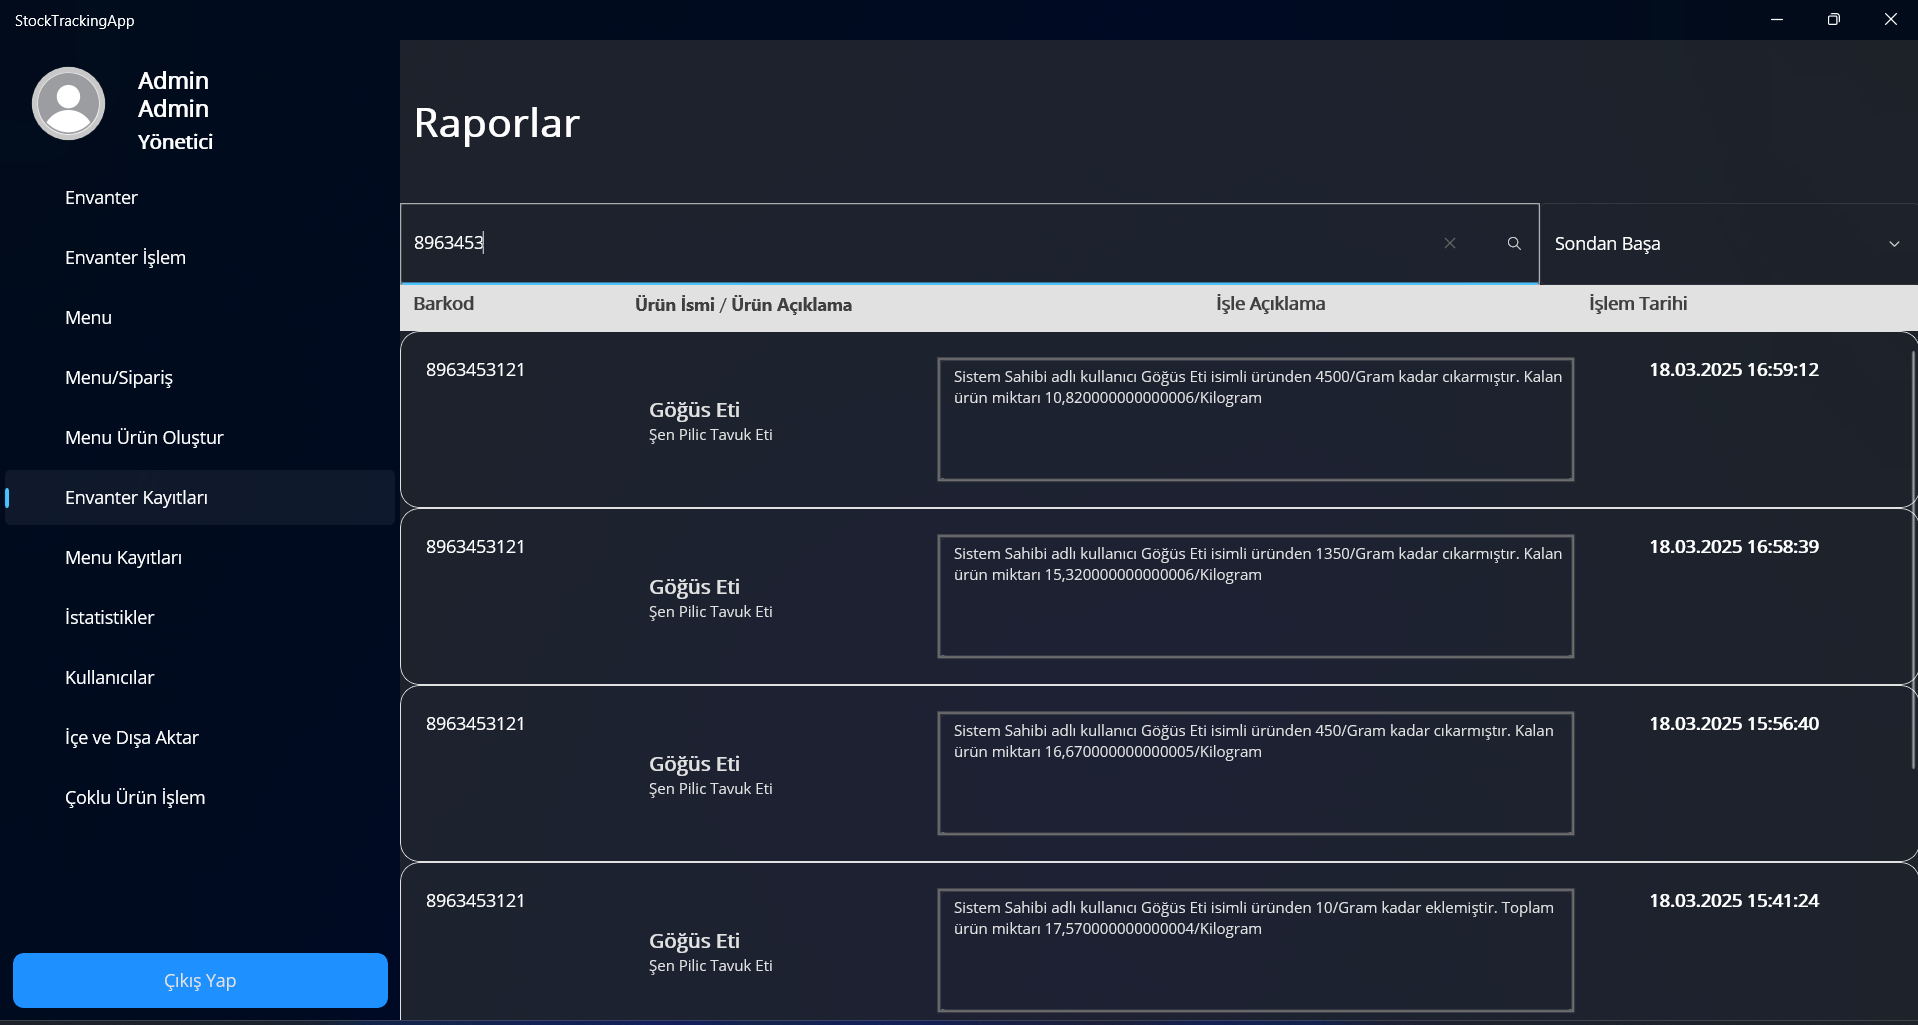 StockTrackingApp
Admin
Admin
Yönetici
Envanter
Envanter İşlem
Menu
Menu/Sipariş
Menu Ürün Oluştur
Envanter Kayıtları
Menu Kayıtları
İstatistikler
Kullanıcılar
İçe ve Dışa Aktar
Çoklu Ürün İşlem
Çıkış Yap
Raporlar
8963453
Sondan Başa
Barkod Ürün İsmi / Ürün Açıklama İşle Açıklama İşlem Tarihi
8963453121
Göğüs Eti
Şen Pilic Tavuk Eti
Sistem Sahibi adlı kullanıcı Göğüs Eti isimli üründen 4500/Gram kadar cıkarmıştır. Kalan
ürün miktarı 10,820000000000006/Kilogram
18.03.2025 16:59:12
8963453121
Göğüs Eti
Şen Pilic Tavuk Eti
Sistem Sahibi adlı kullanıcı Göğüs Eti isimli üründen 1350/Gram kadar cıkarmıştır. Kalan
ürün miktarı 15,320000000000006/Kilogram
18.03.2025 16:58:39
8963453121
Göğüs Eti
Şen Pilic Tavuk Eti
Sistem Sahibi adlı kullanıcı Göğüs Eti isimli üründen 450/Gram kadar cıkarmıştır. Kalan
ürün miktarı 16,670000000000005/Kilogram
18.03.2025 15:56:40
8963453121
Göğüs Eti
Şen Pilic Tavuk Eti
Sistem Sahibi adlı kullanıcı Göğüs Eti isimli üründen 10/Gram kadar eklemiştir. Toplam
ürün miktarı 17,570000000000004/Kilogram
18.03.2025 15:41:24